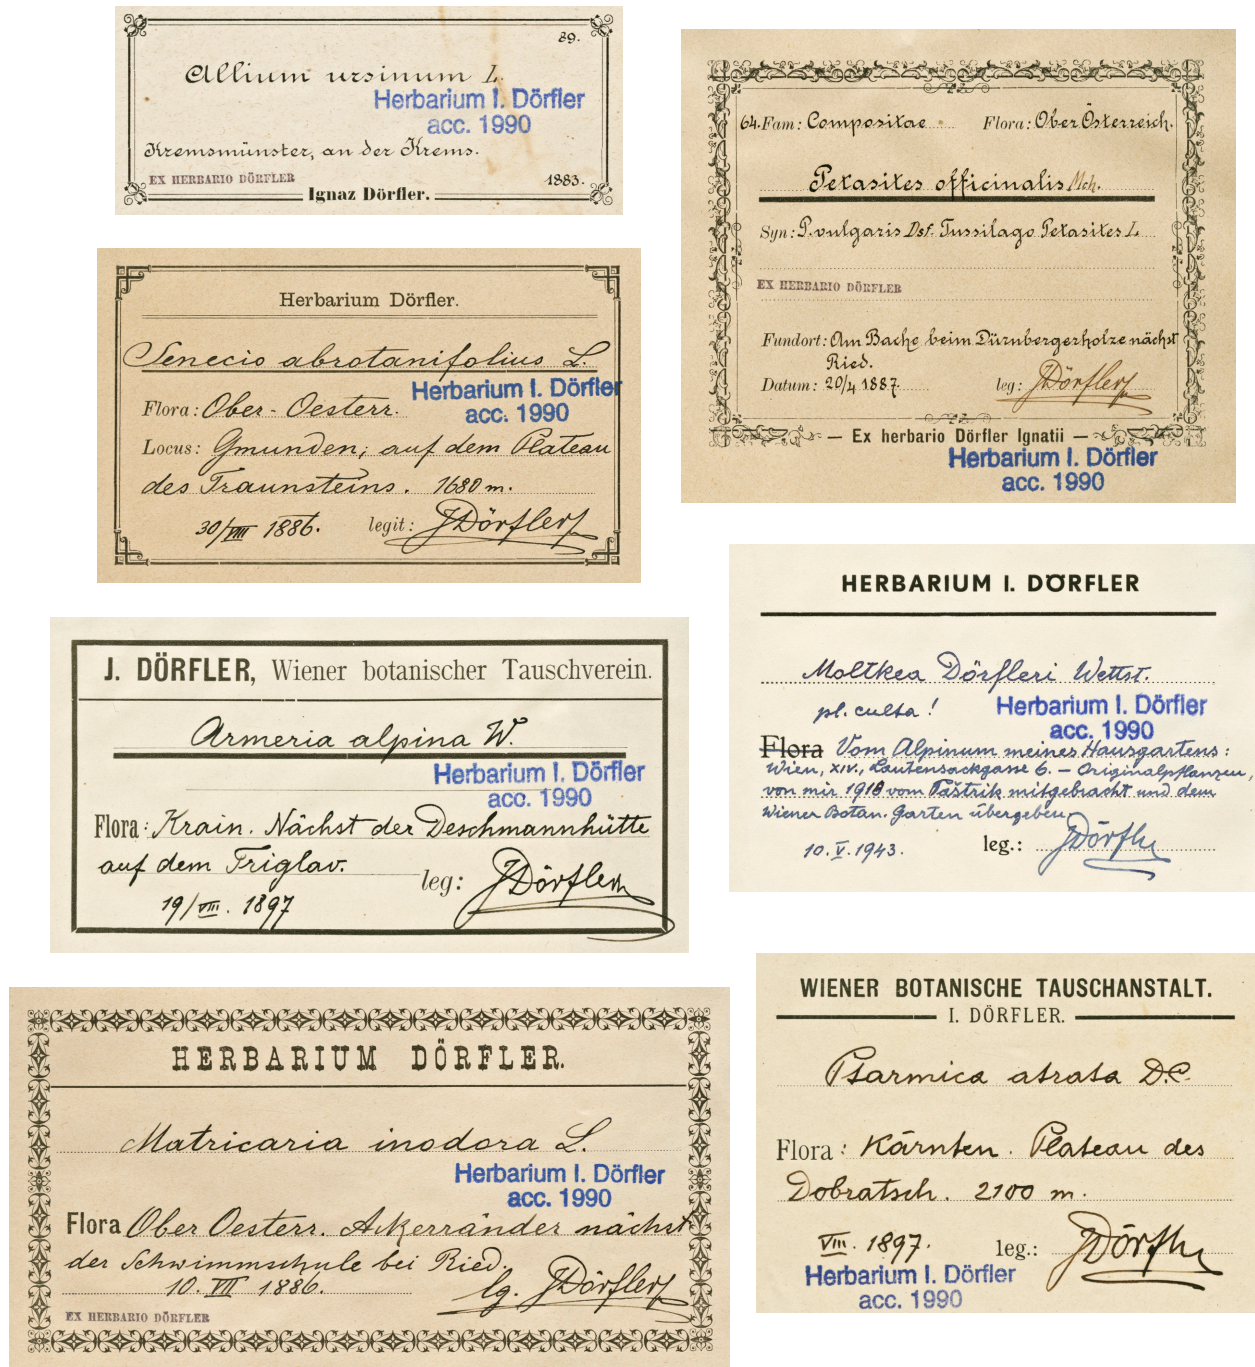 89.
Allium ursinum L.
Herbarium I. Dörfler
acc. 1990
Kremsmünster, an der Krems.
EX HERBARIO DÖRFLER
1883.
Ignaz Dörfler.
64. Fam: Compositae Flora: Ober Österreich.
Petasites officinalis Mch.
Syn: P. vulgaris Dsf. Tussilago Petasites L.
EX HERBARIO DÖRFLER
Fundort: Am Bache beim Dürnbergerholze nächst
Ried.
Datum: 20/4 1887. leg: JDörfler
— Ex herbario Dörfler Ignatii —
Herbarium I. Dörfler
acc. 1990
Herbarium Dörfler.
Senecio abrotanifolius L.
Herbarium I. Dörfler
acc. 1990
Flora: Ober-Oesterr.
Locus: Gmunden; auf dem Plateau
des Traunsteins. 1680 m.
30/VIII 1886. legit: JDörfler
HERBARIUM I. DÖRFLER
Moltkea Dörfleri Wettst.
pl. culta!
Herbarium I. Dörfler
acc. 1990
Flora Vom Alpinum meines Hausgartens:
Wien, XIV., Lautensackgasse 6. — Originalpflanzen,
von mir 1918 vom Paštrik mitgebracht und dem
Wiener Botan. Garten übergeben.
10. V. 1943. leg.: JDörfler
J. DÖRFLER, Wiener botanischer Tauschverein.
Armeria alpina W.
Herbarium I. Dörfler
acc. 1990
Flora: Krain. Nächst der Deschmannhütte
auf dem Triglav.
leg: JDörfler
19/VIII. 1897
WIENER BOTANISCHE TAUSCHANSTALT.
I. DÖRFLER.
Ptarmica atrata D.C.
Flora: Kärnten. Plateau des
Dobratsch. 2100 m.
VIII. 1897. leg.: JDörfler
Herbarium I. Dörfler
acc. 1990
HERBARIUM DÖRFLER.
Matricaria inodora L.
Herbarium I. Dörfler
acc. 1990
Flora Ober Oesterr. Ackerränder nächst
der Schwimmschule bei Ried.
10. VII 1886. lg. JDörfler
EX HERBARIO DÖRFLER